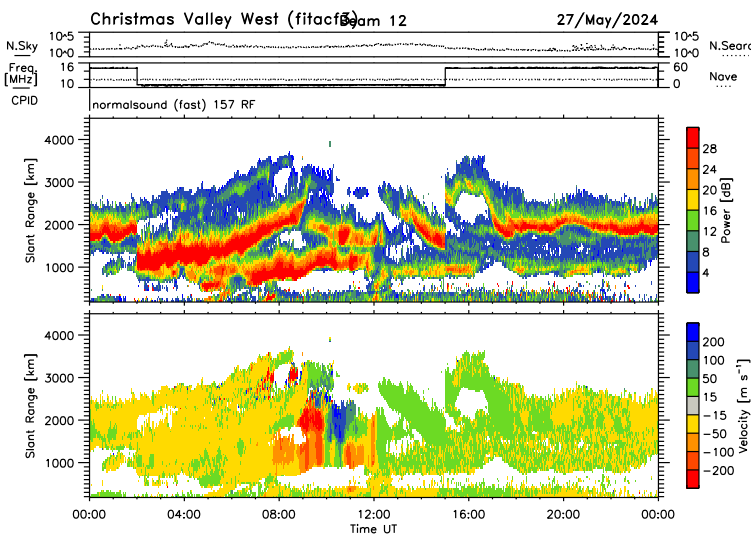 Christmas Valley West (fitacf3) Beam 12 27/May/2024
N.Sky 10^5 10^0 10^5 10^0 N.Sear
Freq. [MHz] 16 10 60 0 Nave
CPID normalsound (fast) 157 RF
Slant Range [km] 4000 3000 2000 1000
Power [dB] 28 24 20 16 12 8 4
Slant Range [km] 4000 3000 2000 1000
Velocity [m s⁻¹] 200 100 50 15 −15 −50 −100 −200
00:00 04:00 08:00 12:00 16:00 20:00 00:00
Time UT